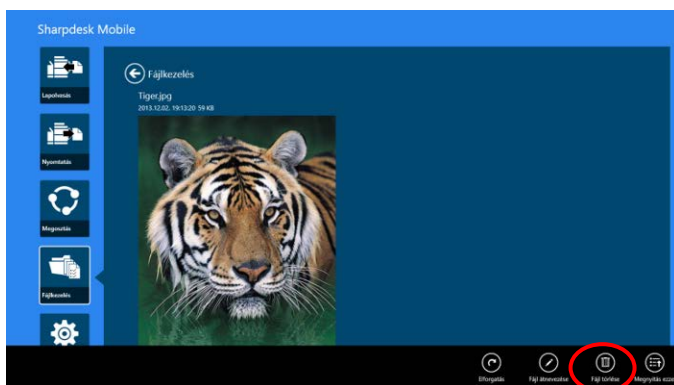 Sharpdesk Mobile
Lapolvasás
Fájlkezelés
Tiger.jpg
2013.12.02. 19:13:20 59 KB
Nyomtatás
Megosztás
Fájlkezelés
Elforgatás
Fájl átnevezése
Fájl törlése
Megnyitás ezzel